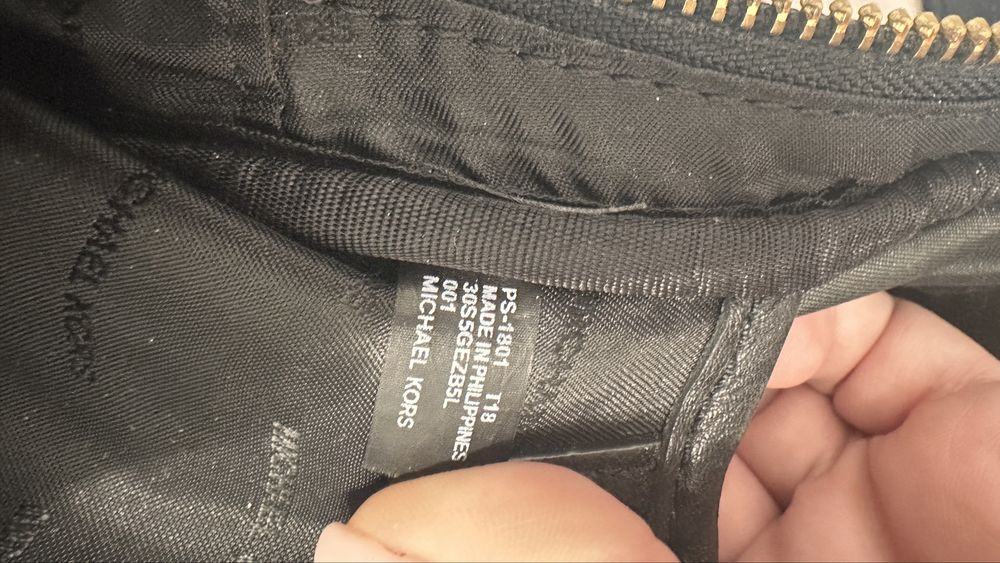 PS-1801 T18
MADE IN PHILIPPINES
30S5GEZB5L
001
MICHAEL KORS